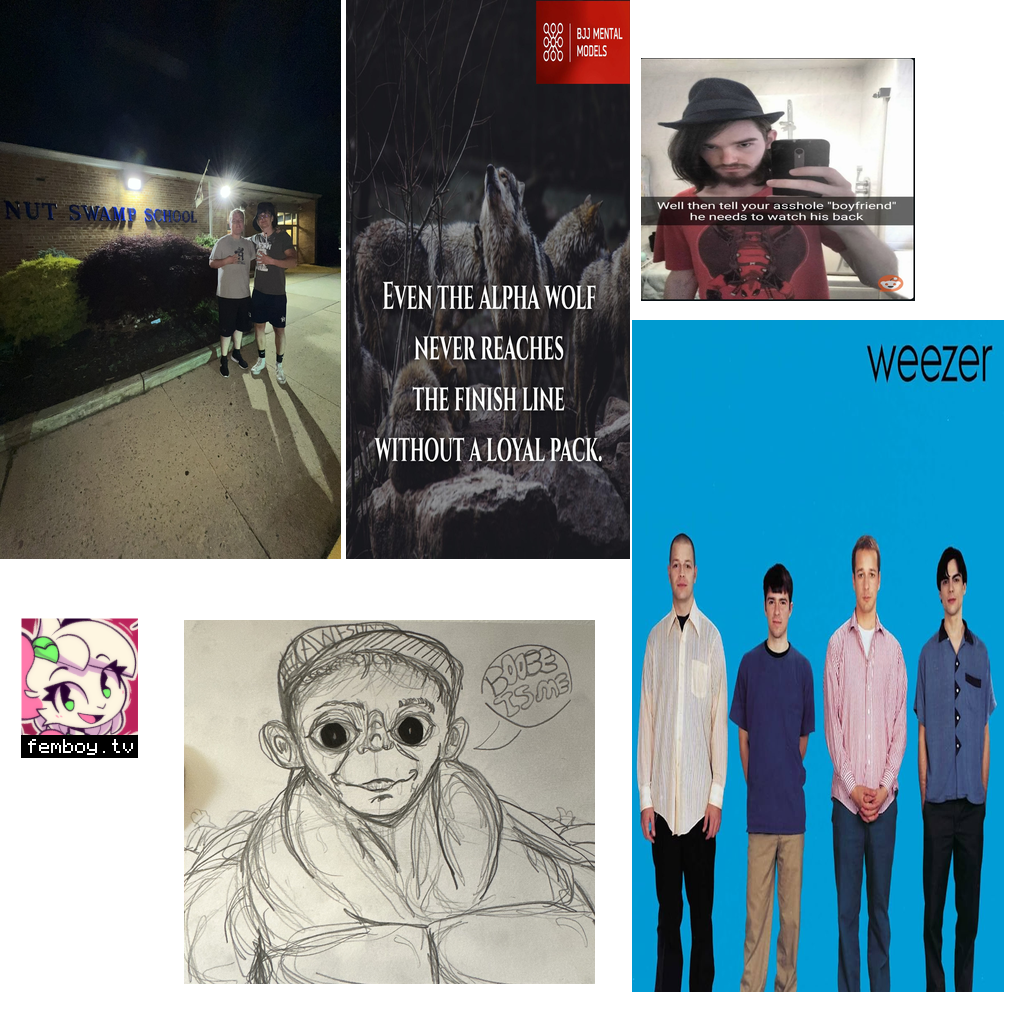 NUT SWAMP SCHOOL
BJJ MENTAL
MODELS
EVEN THE ALPHA WOLF
NEVER REACHES
THE FINISH LINE
WITHOUT A LOYAL PACK.
Well then tell your asshole "boyfriend"
he needs to watch his back
weezer
femboy.tv
BOOEE
IS ME